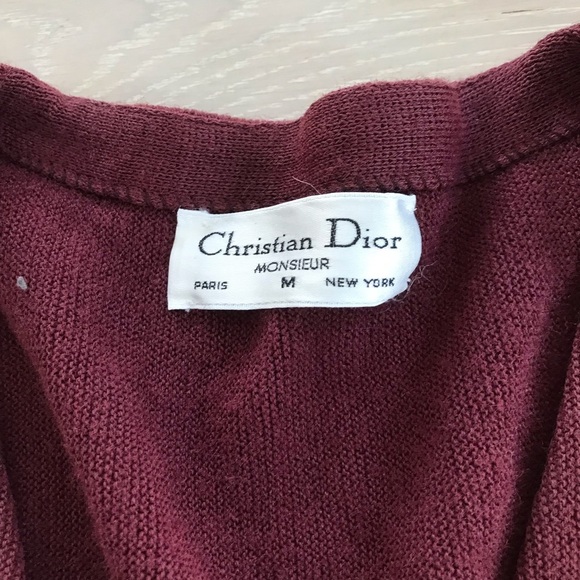 Christian Dior
MONSIEUR
PARIS M NEW YORK